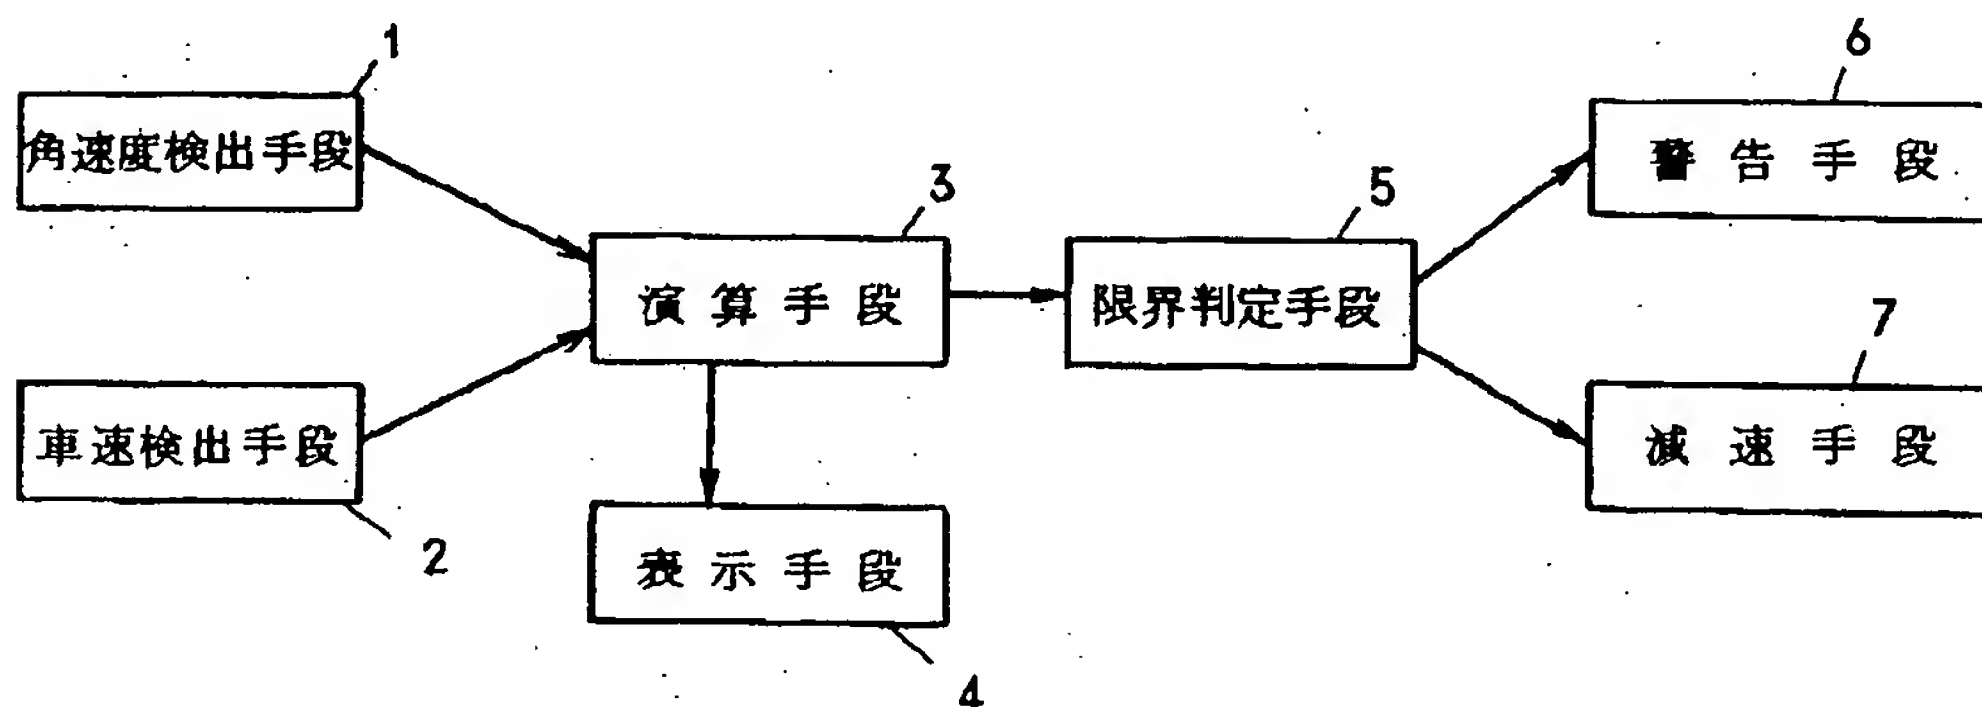 1
角速度検出手段
車速検出手段
2
3
演算手段
表示手段
4
5
限界判定手段
6
警告手段
7
減速手段